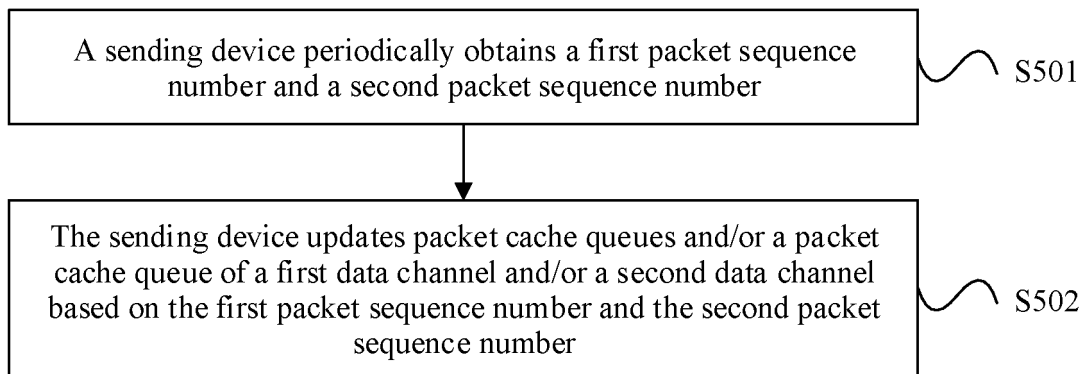 A sending device periodically obtains a first packet sequence
number and a second packet sequence number
S501
The sending device updates packet cache queues and/or a packet
cache queue of a first data channel and/or a second data channel
based on the first packet sequence number and the second packet
sequence number
S502